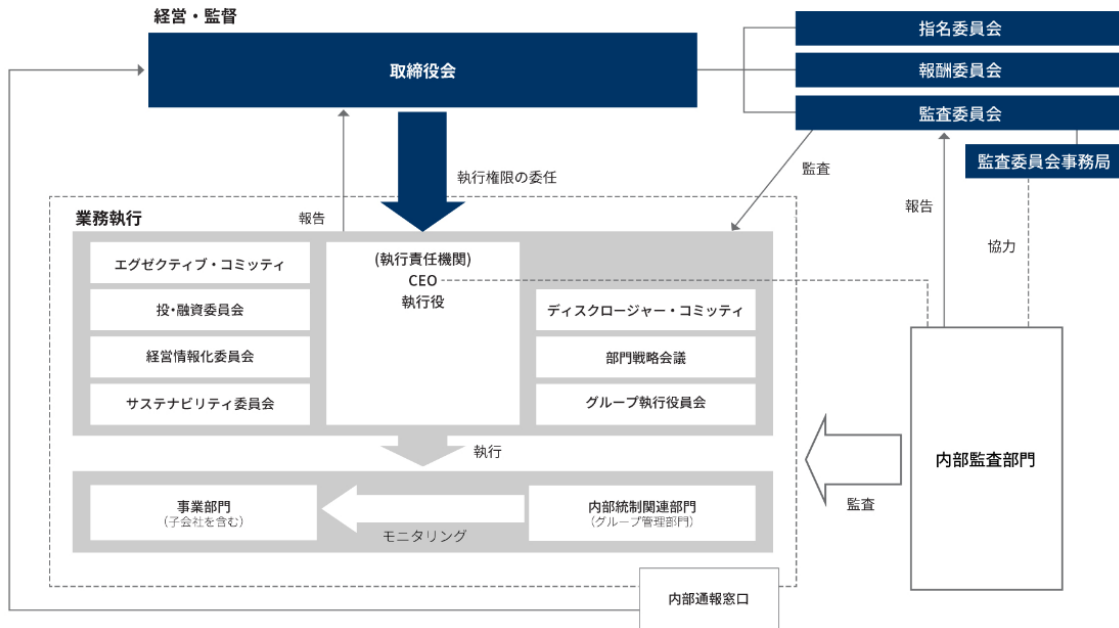 経営・監督
取締役会
指名委員会
報酬委員会
監査委員会
監査委員会事務局
執行権限の委任
監査
報告
協力
業務執行
報告
エグゼクティブ・コミッティ
投・融資委員会
経営情報化委員会
サステナビリティ委員会
(執行責任機関)
CEO
執行役
ディスクロージャー・コミッティ
部門戦略会議
グループ執行役員会
執行
内部監査部門
監査
事業部門
(子会社を含む)
モニタリング
内部統制関連部門
(グループ管理部門)
内部通報窓口